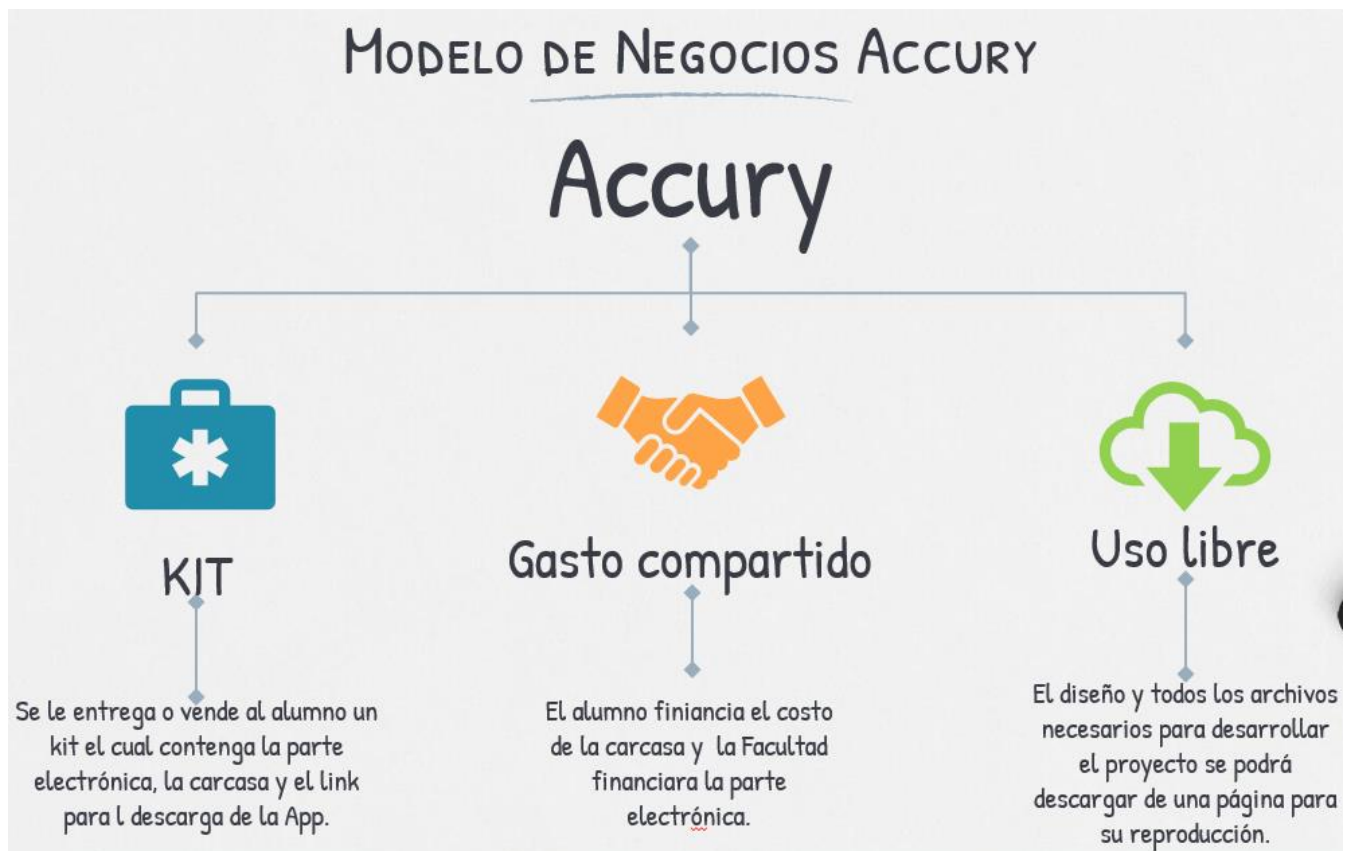 MODELO DE NEGOCIOS ACCURY
Accury
KIT
Gasto compartido
Uso libre
Se le entrega o vende al alumno un
kit el cual contenga la parte
electrónica, la carcasa y el link
para l descarga de la App.
El alumno finiancia el costo
de la carcasa y la Facultad
financiara la parte
electrónica.
El diseño y todos los archivos
necesarios para desarrollar
el proyecto se podrá
descargar de una página para
su reproducción.